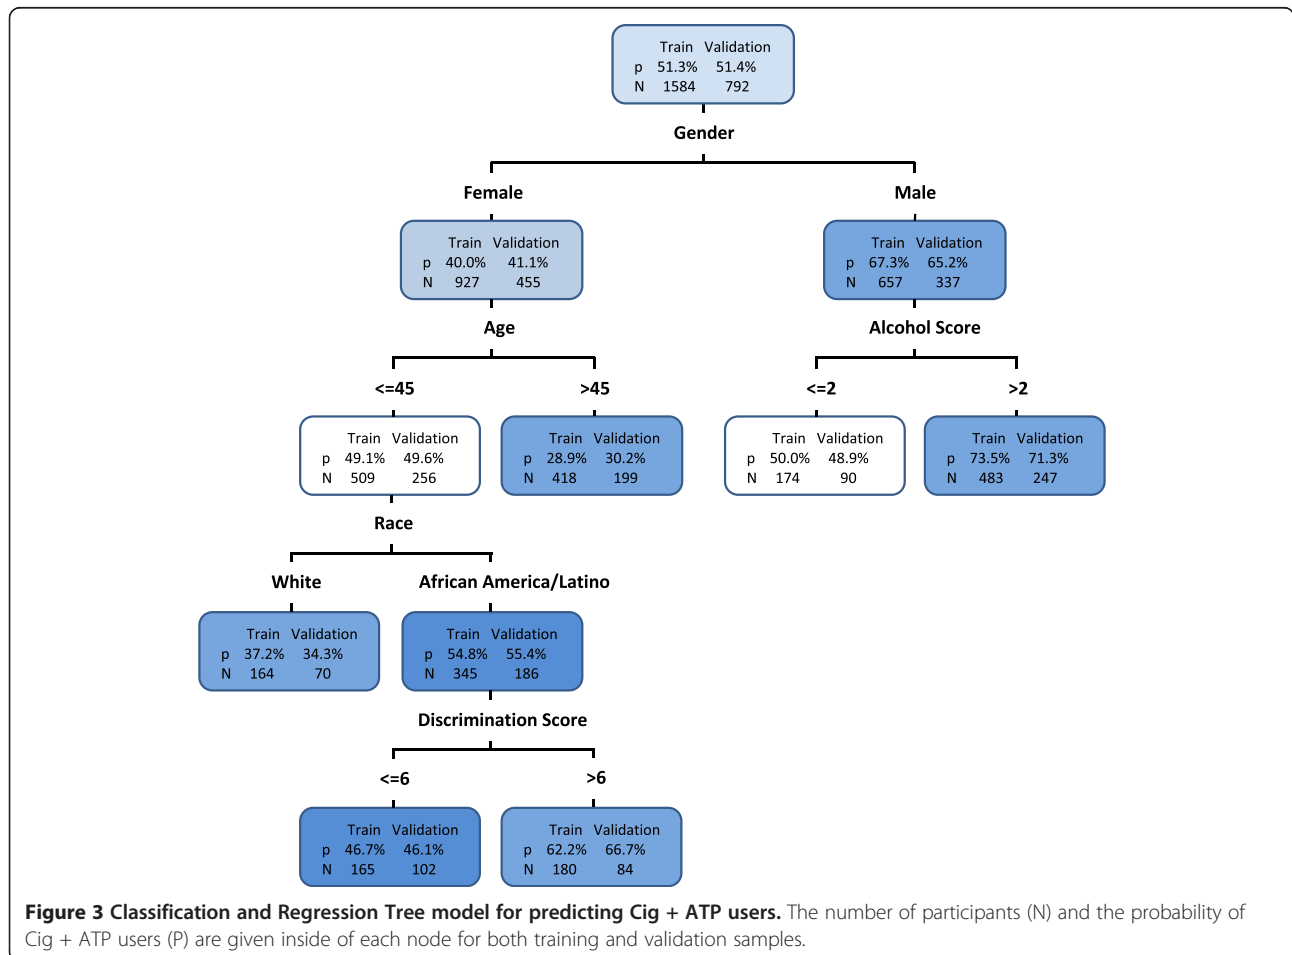 Train Validation
p 51.3% 51.4%
N 1584 792
Gender
Female Male
Train Validation
p 40.0% 41.1%
N 927 455
Train Validation
p 67.3% 65.2%
N 657 337
Age Alcohol Score
<=45 >45 <=2 >2
Train Validation
p 49.1% 49.6%
N 509 256
Train Validation
p 28.9% 30.2%
N 418 199
Train Validation
p 50.0% 48.9%
N 174 90
Train Validation
p 73.5% 71.3%
N 483 247
Race
White African America/Latino
Train Validation
p 37.2% 34.3%
N 164 70
Train Validation
p 54.8% 55.4%
N 345 186
Discrimination Score
<=6 >6
Train Validation
p 46.7% 46.1%
N 165 102
Train Validation
p 62.2% 66.7%
N 180 84
Figure 3 Classification and Regression Tree model for predicting Cig + ATP users. The number of participants (N) and the probability of
Cig + ATP users (P) are given inside of each node for both training and validation samples.